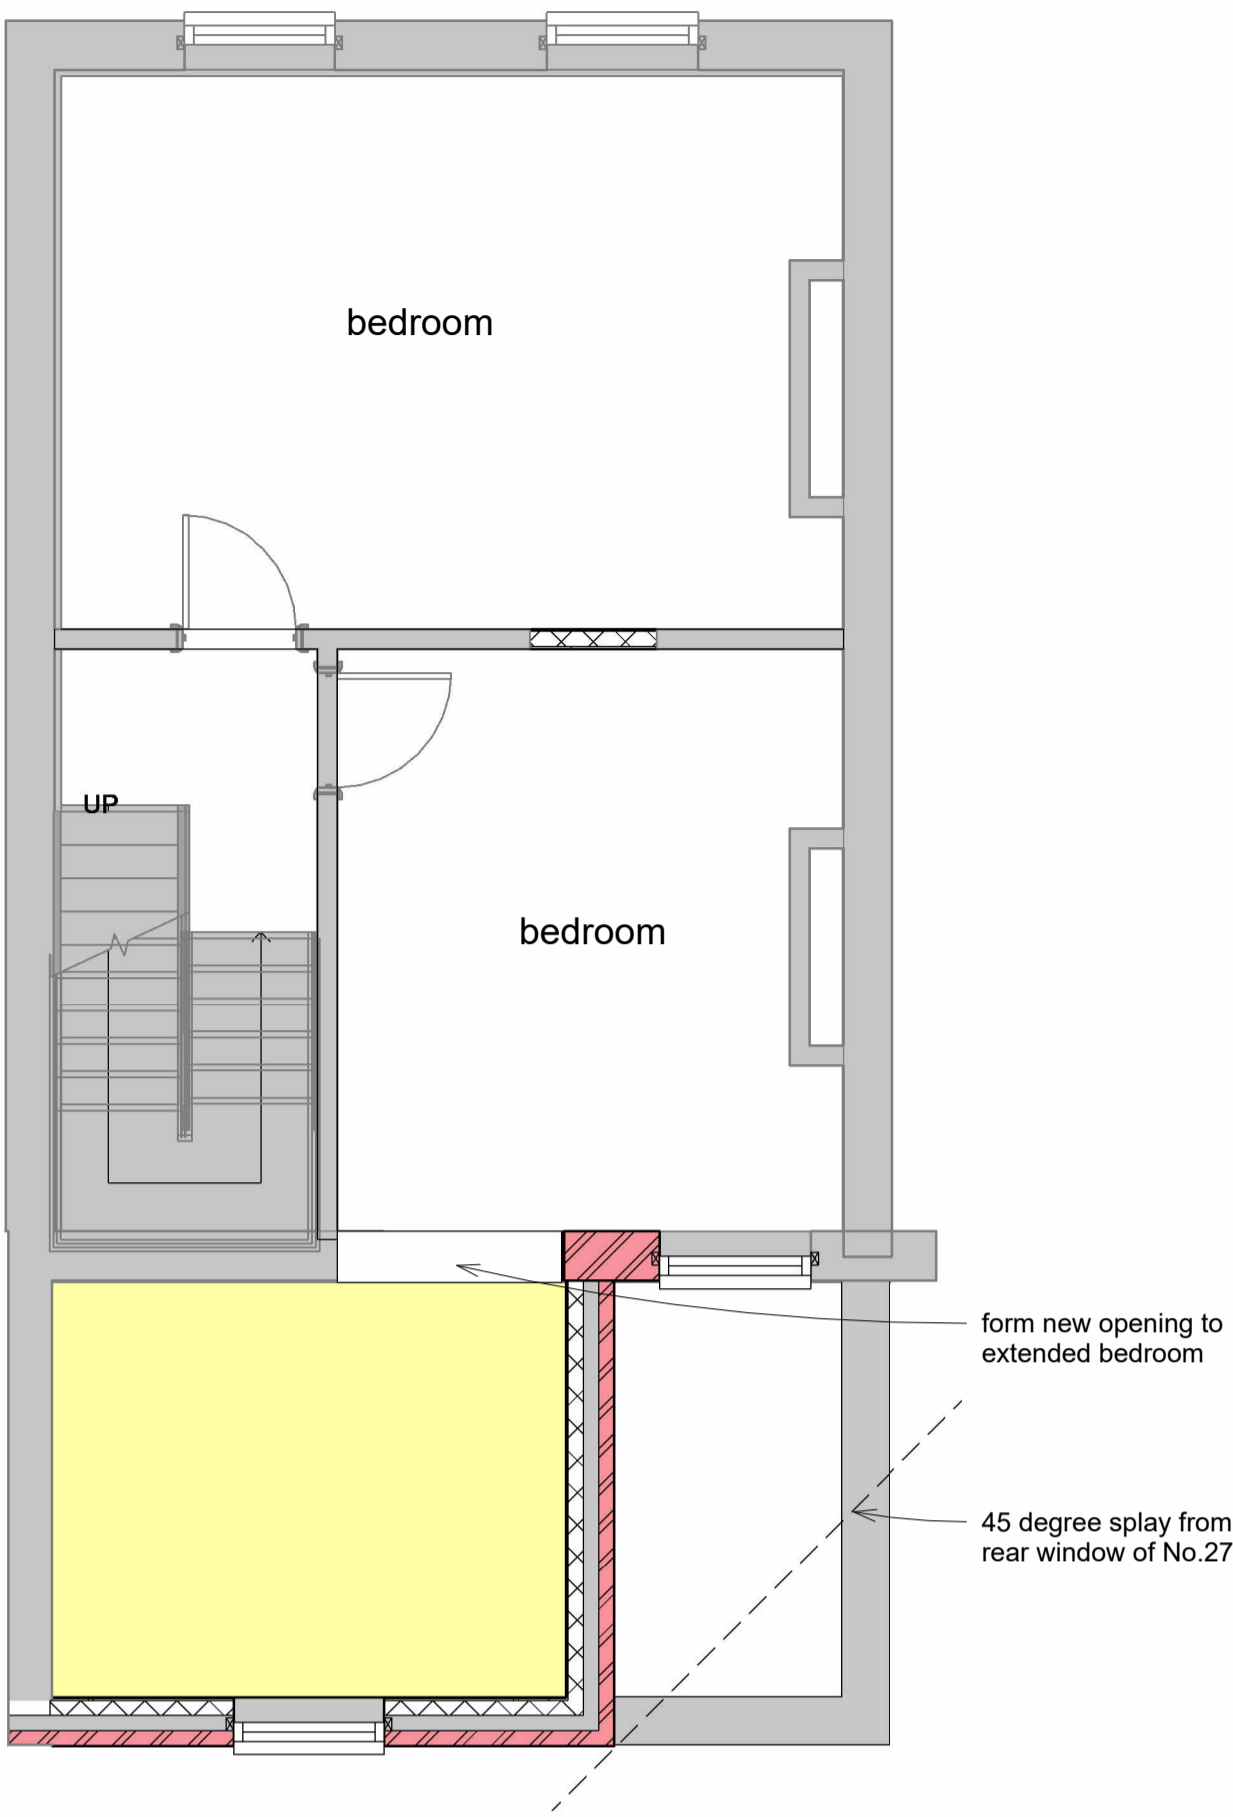 bedroom
UP
bedroom
form new opening to
extended bedroom
45 degree splay from
rear window of No.27